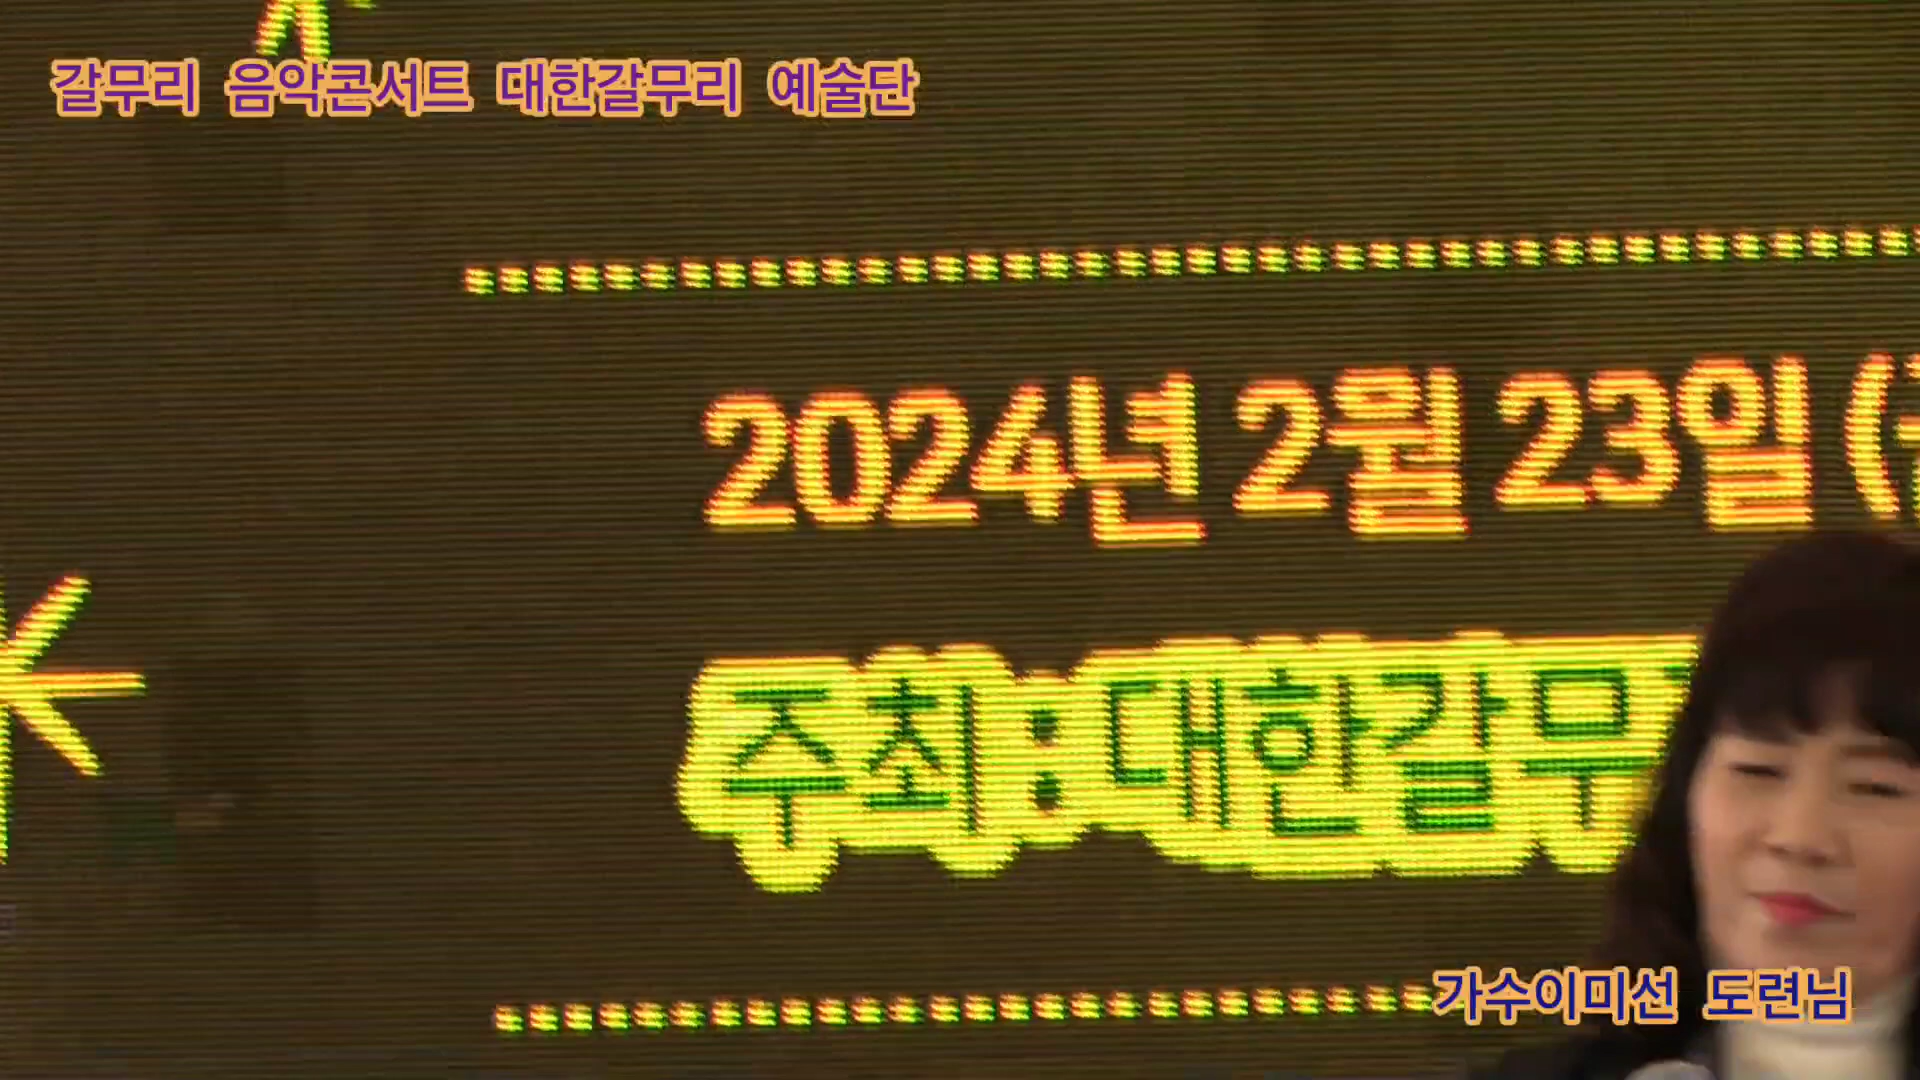 갈무리 음악콘서트 대한갈무리 예술단
2024년 2월 23일 (
주최:대한갈무
가수이미선 도련님